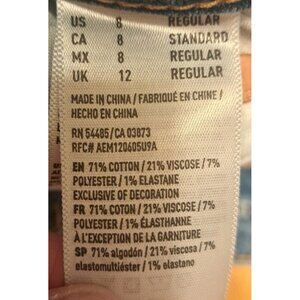 US 8 REGULAR
CA 8 STANDARD
MX 8 REGULAR
UK 12 REGULAR
MADE IN CHINA / FABRIQUÉ EN CHINE /
HECHO EN CHINA
RN 54485/CA 03873
RFC# AEM120605U9A
EN 71% COTTON / 21% VISCOSE / 7%
POLYESTER / 1% ELASTANE
EXCLUSIVE OF DECORATION
FR 71% COTON / 21% VISCOSE / 7%
POLYESTER / 1% ÉLASTHANNE
À L'EXCEPTION DE LA GARNITURE
SP 71% algodón / 21% viscosa / 7%
elastomultiéster / 1% elastano